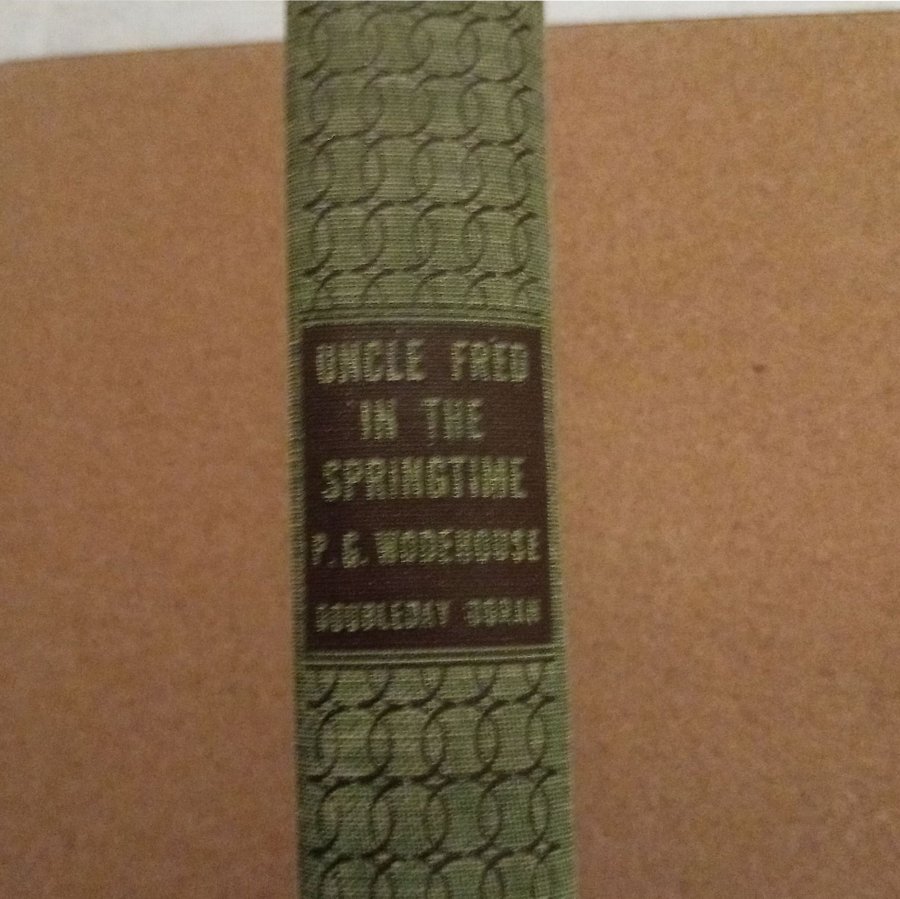 UNCLE FRED
IN THE
SPRINGTIME
P. G. WODEHOUSE
DOUBLEDAY DORAN